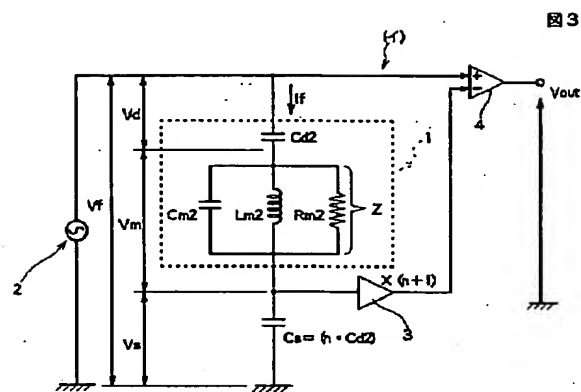 図3
(イ)
If
+
−
4
Vout
Vd
Cd2
1
Vf
Vm
Cm2
Lm2
Rm2
Z
2
×(n+1)
3
Vs
Cs=(n・Cd2)